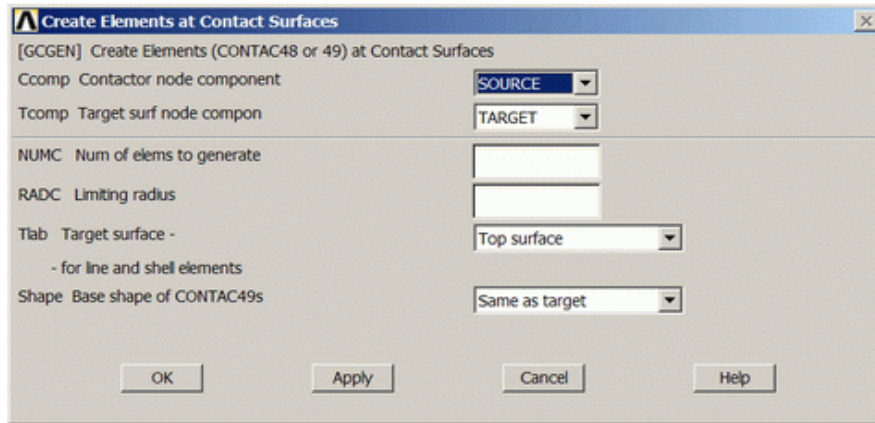 Create Elements at Contact Surfaces
[GCGEN] Create Elements (CONTAC48 or 49) at Contact Surfaces
Ccomp Contactor node component SOURCE
Tcomp Target surf node compon TARGET
NUMC Num of elems to generate
RADC Limiting radius
Tlab Target surface - Top surface
- for line and shell elements
Shape Base shape of CONTAC49s Same as target
OK Apply Cancel Help